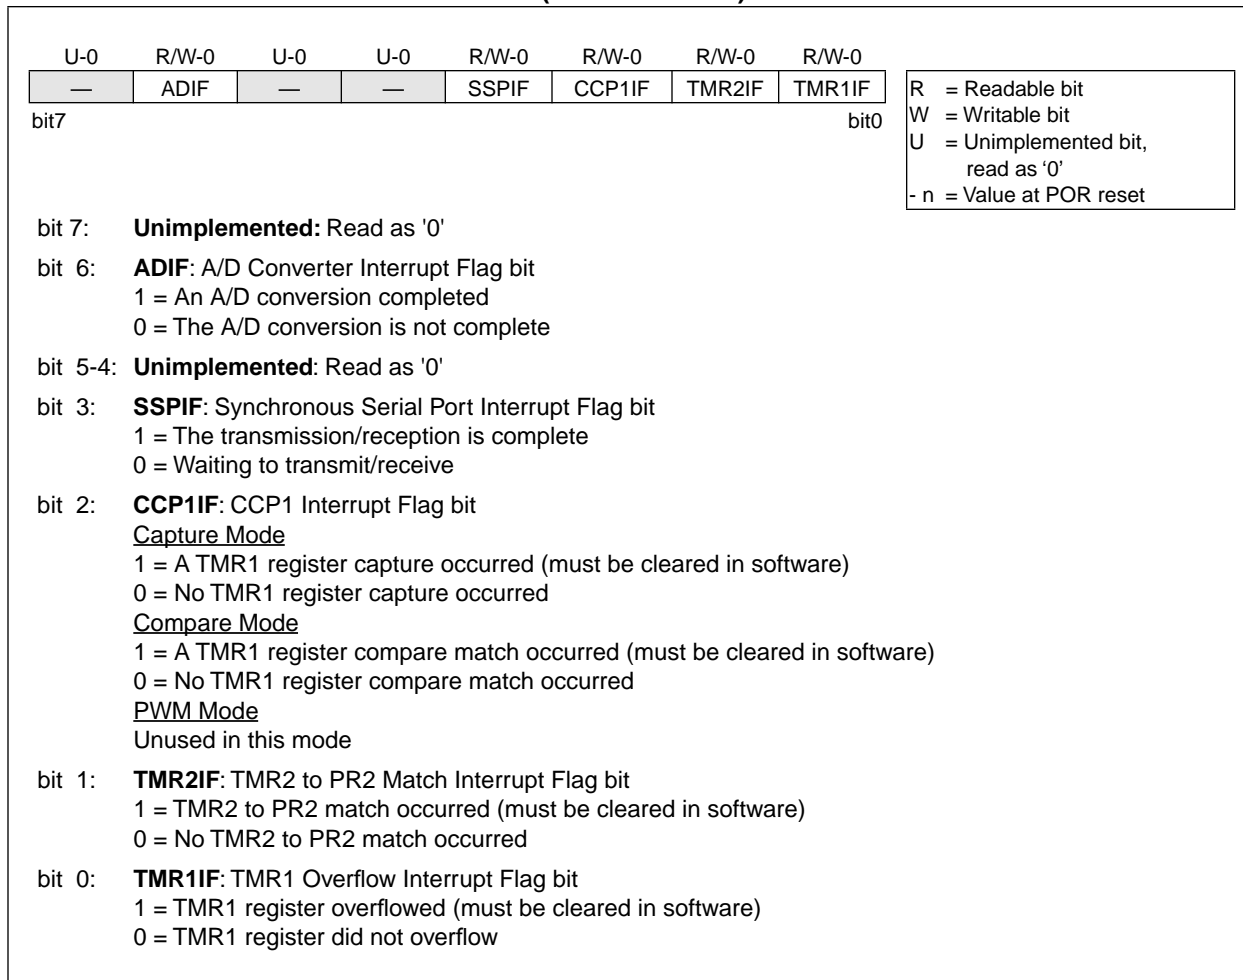 U-0 R/W-0 U-0 U-0 R/W-0 R/W-0 R/W-0 R/W-0
— ADIF — — SSPIF CCP1IF TMR2IF TMR1IF
bit7 bit0
R = Readable bit
W = Writable bit
U = Unimplemented bit,
read as ‘0’
- n = Value at POR reset
bit 7: Unimplemented: Read as '0'
bit 6: ADIF: A/D Converter Interrupt Flag bit
1 = An A/D conversion completed
0 = The A/D conversion is not complete
bit 5-4: Unimplemented: Read as '0'
bit 3: SSPIF: Synchronous Serial Port Interrupt Flag bit
1 = The transmission/reception is complete
0 = Waiting to transmit/receive
bit 2: CCP1IF: CCP1 Interrupt Flag bit
Capture Mode
1 = A TMR1 register capture occurred (must be cleared in software)
0 = No TMR1 register capture occurred
Compare Mode
1 = A TMR1 register compare match occurred (must be cleared in software)
0 = No TMR1 register compare match occurred
PWM Mode
Unused in this mode
bit 1: TMR2IF: TMR2 to PR2 Match Interrupt Flag bit
1 = TMR2 to PR2 match occurred (must be cleared in software)
0 = No TMR2 to PR2 match occurred
bit 0: TMR1IF: TMR1 Overflow Interrupt Flag bit
1 = TMR1 register overflowed (must be cleared in software)
0 = TMR1 register did not overflow